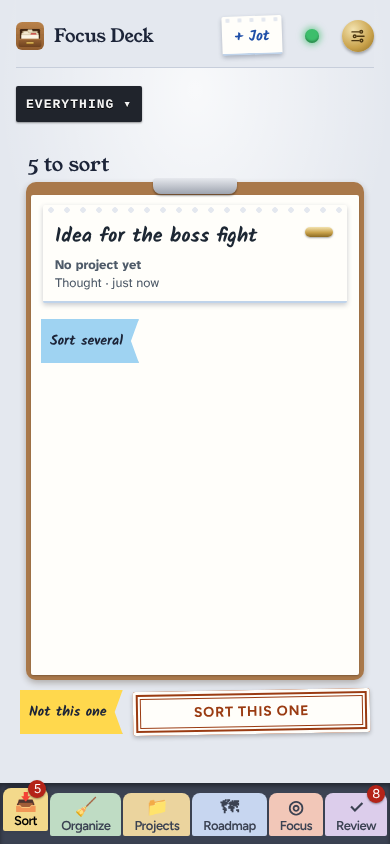 Focus Deck
+ Jot
EVERYTHING ▾
5 to sort
Idea for the boss fight
No project yet
Thought · just now
Sort several
Not this one
SORT THIS ONE
5
8
Sort
Organize
Projects
Roadmap
Focus
Review